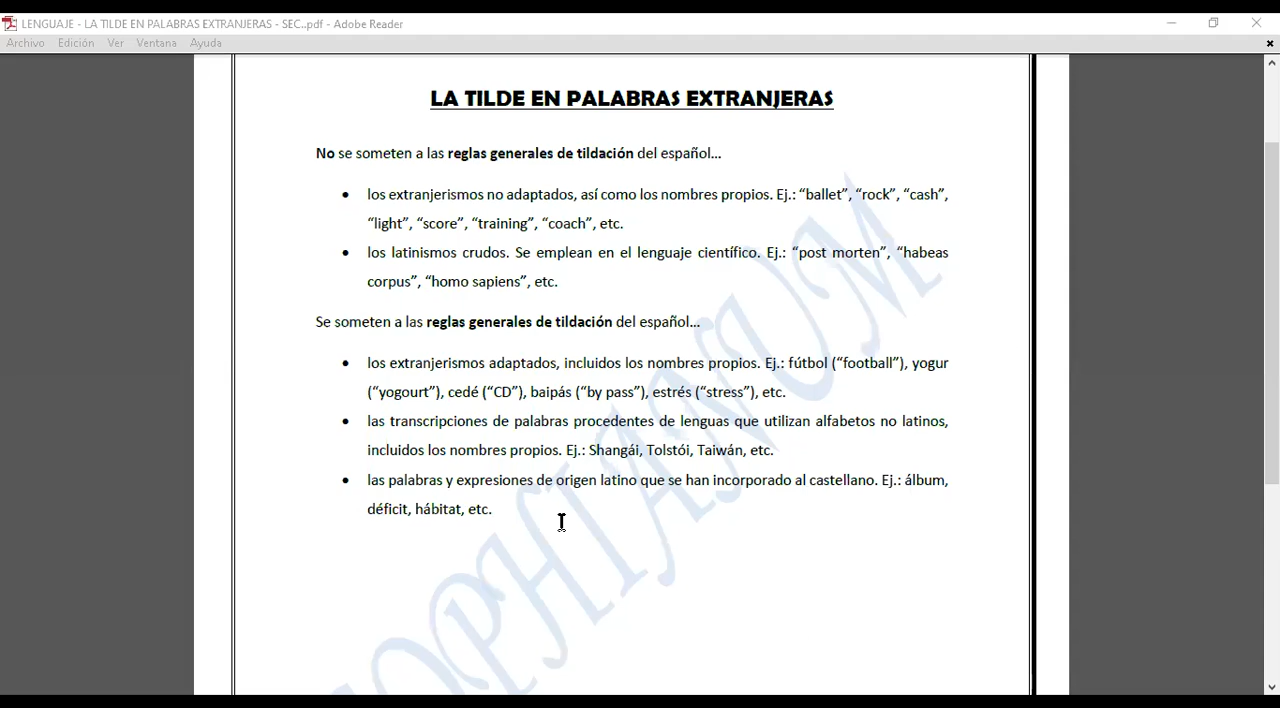 LENGUAJE - LA TILDE EN PALABRAS EXTRANJERAS - SEC..pdf - Adobe Reader
Archivo Edición Ver Ventana Ayuda
LA TILDE EN PALABRAS EXTRANJERAS
No se someten a las reglas generales de tildación del español...
• los extranjerismos no adaptados, así como los nombres propios. Ej.: “ballet”, “rock”, “cash”,
“light”, “score”, “training”, “coach”, etc.
• los latinismos crudos. Se emplean en el lenguaje científico. Ej.: “post morten”, “habeas
corpus”, “homo sapiens”, etc.
Se someten a las reglas generales de tildación del español...
• los extranjerismos adaptados, incluidos los nombres propios. Ej.: fútbol (“football”), yogur
(“yogourt”), cedé (“CD”), baipás (“by pass”), estrés (“stress”), etc.
• las transcripciones de palabras procedentes de lenguas que utilizan alfabetos no latinos,
incluidos los nombres propios. Ej.: Shangái, Tolstói, Taiwán, etc.
• las palabras y expresiones de origen latino que se han incorporado al castellano. Ej.: álbum,
déficit, hábitat, etc.
OPHIANUM